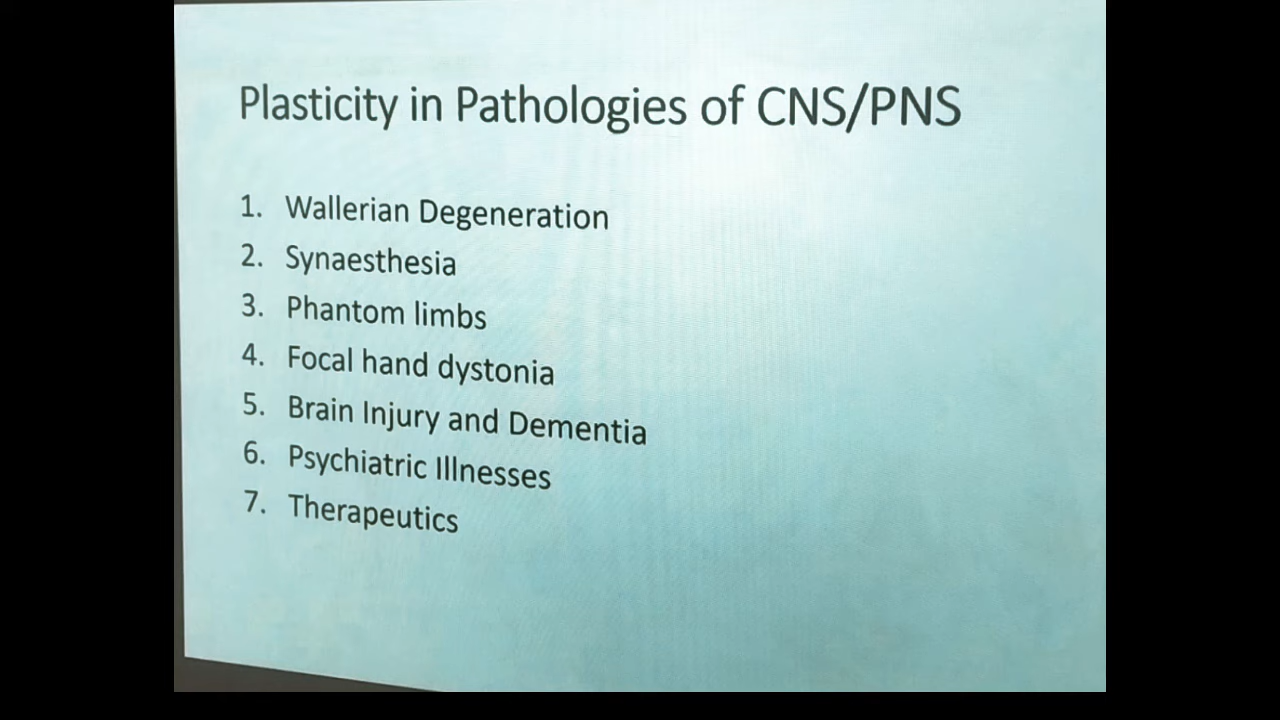 Plasticity in Pathologies of CNS/PNS
1. Wallerian Degeneration
2. Synaesthesia
3. Phantom limbs
4. Focal hand dystonia
5. Brain Injury and Dementia
6. Psychiatric Illnesses
7. Therapeutics